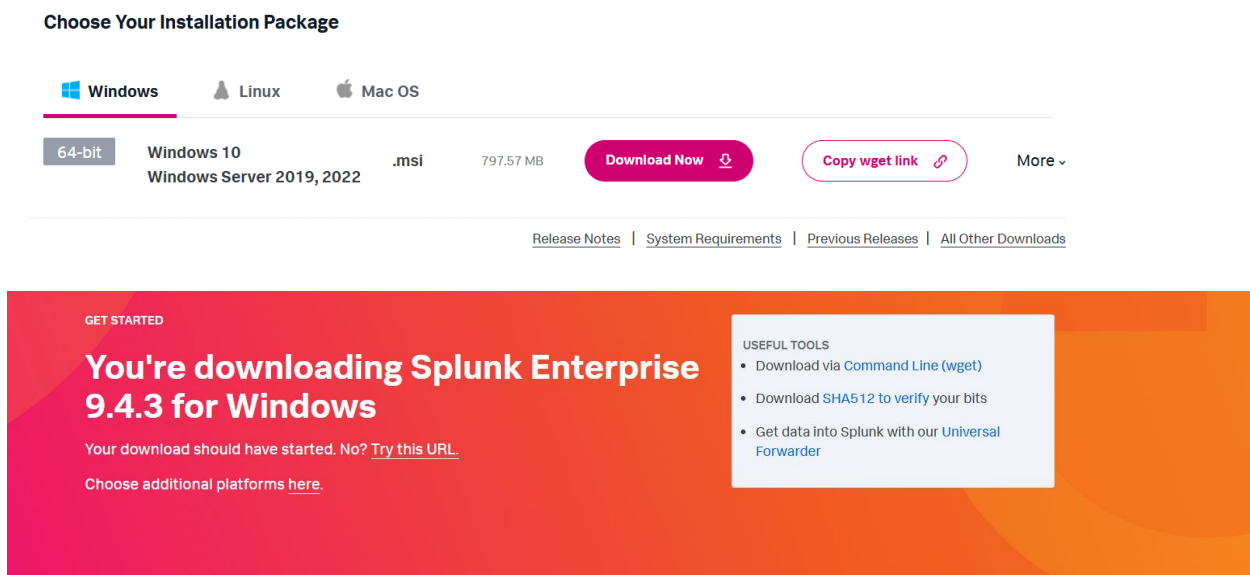 Choose Your Installation Package
Windows
Linux
Mac OS
64-bit
Windows 10
Windows Server 2019, 2022
.msi
797.57 MB
Download Now
Copy wget link
More
Release Notes | System Requirements | Previous Releases | All Other Downloads
GET STARTED
You're downloading Splunk Enterprise
9.4.3 for Windows
Your download should have started. No? Try this URL.
Choose additional platforms here.
USEFUL TOOLS
• Download via Command Line (wget)
• Download SHA512 to verify your bits
• Get data into Splunk with our Universal
Forwarder